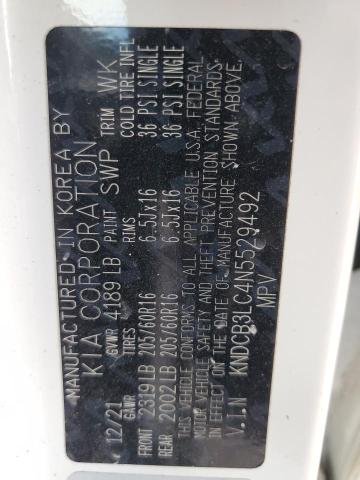 MANUFACTURED IN KOREA BY
KIA CORPORATION
GVWR 4189 LB PAINT SWP TRIM WK
12/21 GAWR TIRES RIMS COLD TIRE INFL
FRONT 2319 LB 205/60R16 6.5Jx16 36 PSI SINGLE
REAR 2002 LB 205/60R16 6.5Jx16 36 PSI SINGLE
THIS VEHICLE CONFORMS TO ALL APPLICABLE U.S.A. FEDERAL
MOTOR VEHICLE SAFETY AND THEFT PREVENTION STANDARDS
IN EFFECT ON THE DATE OF MANUFACTURE SHOWN ABOVE.
V.I.N KNDCB3LC4N5529492
MPV